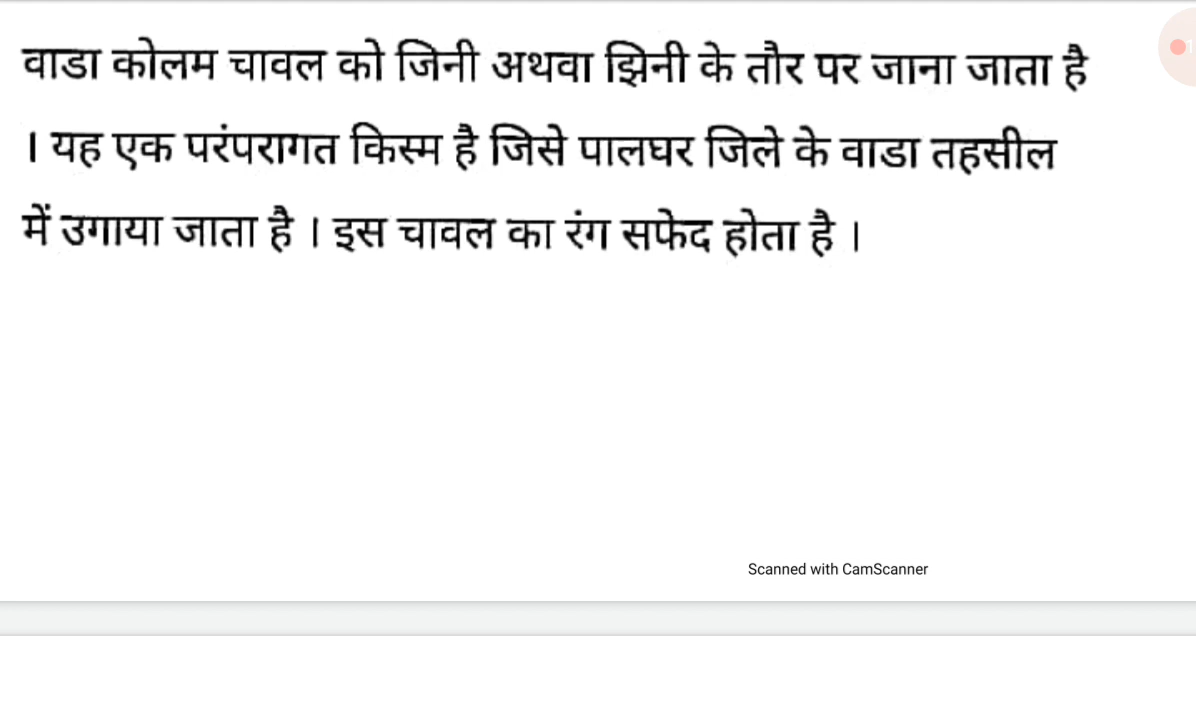 वाडा कोलम चावल को जिनी अथवा झिनी के तौर पर जाना जाता है
। यह एक परंपरागत किस्म है जिसे पालघर जिले के वाडा तहसील
में उगाया जाता है । इस चावल का रंग सफेद होता है ।
Scanned with CamScanner